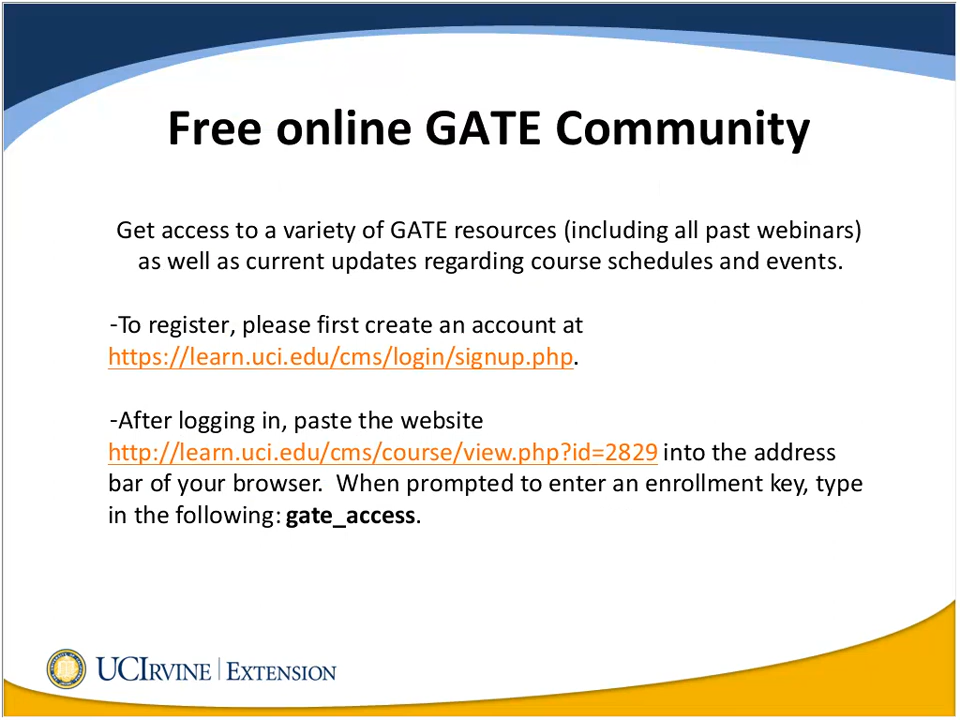 Free online GATE Community
Get access to a variety of GATE resources (including all past webinars)
as well as current updates regarding course schedules and events.
-To register, please first create an account at
https://learn.uci.edu/cms/login/signup.php.
-After logging in, paste the website
http://learn.uci.edu/cms/course/view.php?id=2829 into the address
bar of your browser.  When prompted to enter an enrollment key, type
in the following: gate_access.
UCIRVINE | EXTENSION